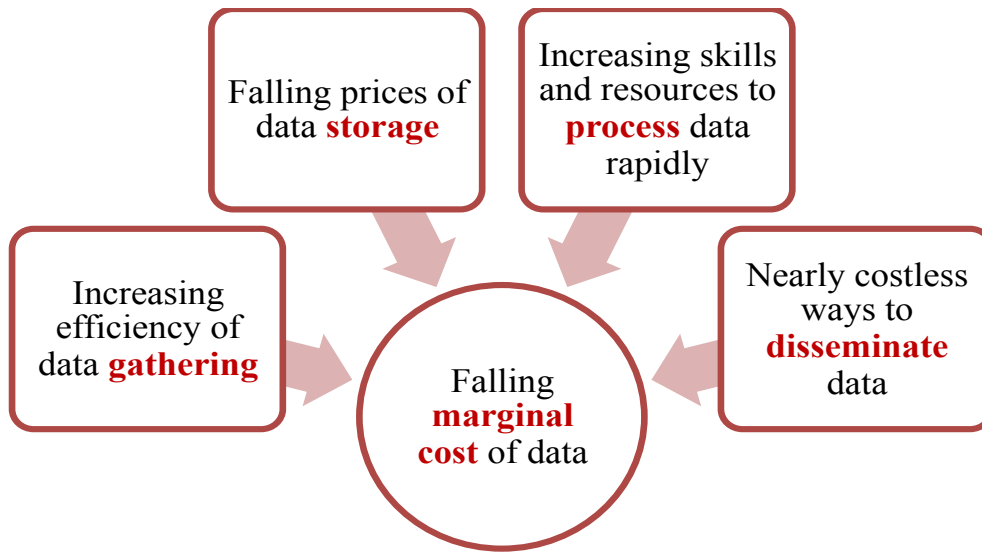 Falling prices of
data storage
Increasing skills
and resources to
process data
rapidly
Increasing
efficiency of
data gathering
Nearly costless
ways to
disseminate
data
Falling
marginal
cost of data